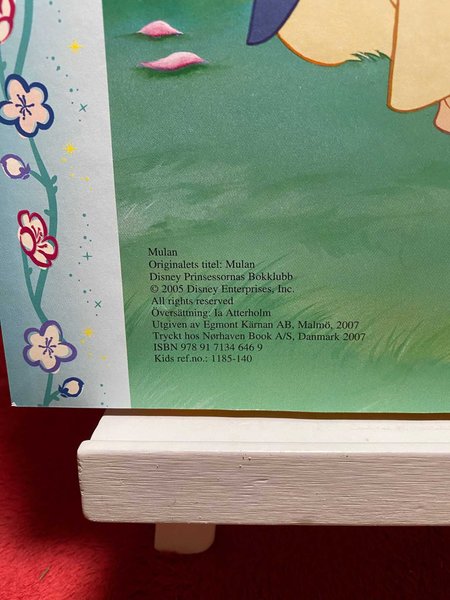 Mulan
Originalets titel: Mulan
Disney Prinsessornas Bokklubb
© 2005 Disney Enterprises, Inc.
All rights reserved
Översättning: Ia Atterholm
Utgiven av Egmont Kärnan AB, Malmö, 2007
Tryckt hos Nørhaven Book A/S, Danmark 2007
ISBN 978 91 7134 646 9
Kids ref.no.: 1185-140